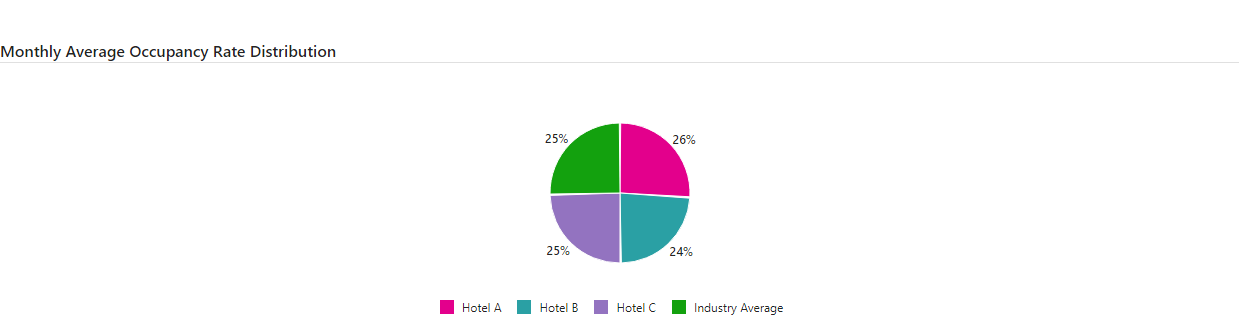 Monthly Average Occupancy Rate Distribution
25% 26%
25% 24%
Hotel A Hotel B Hotel C Industry Average